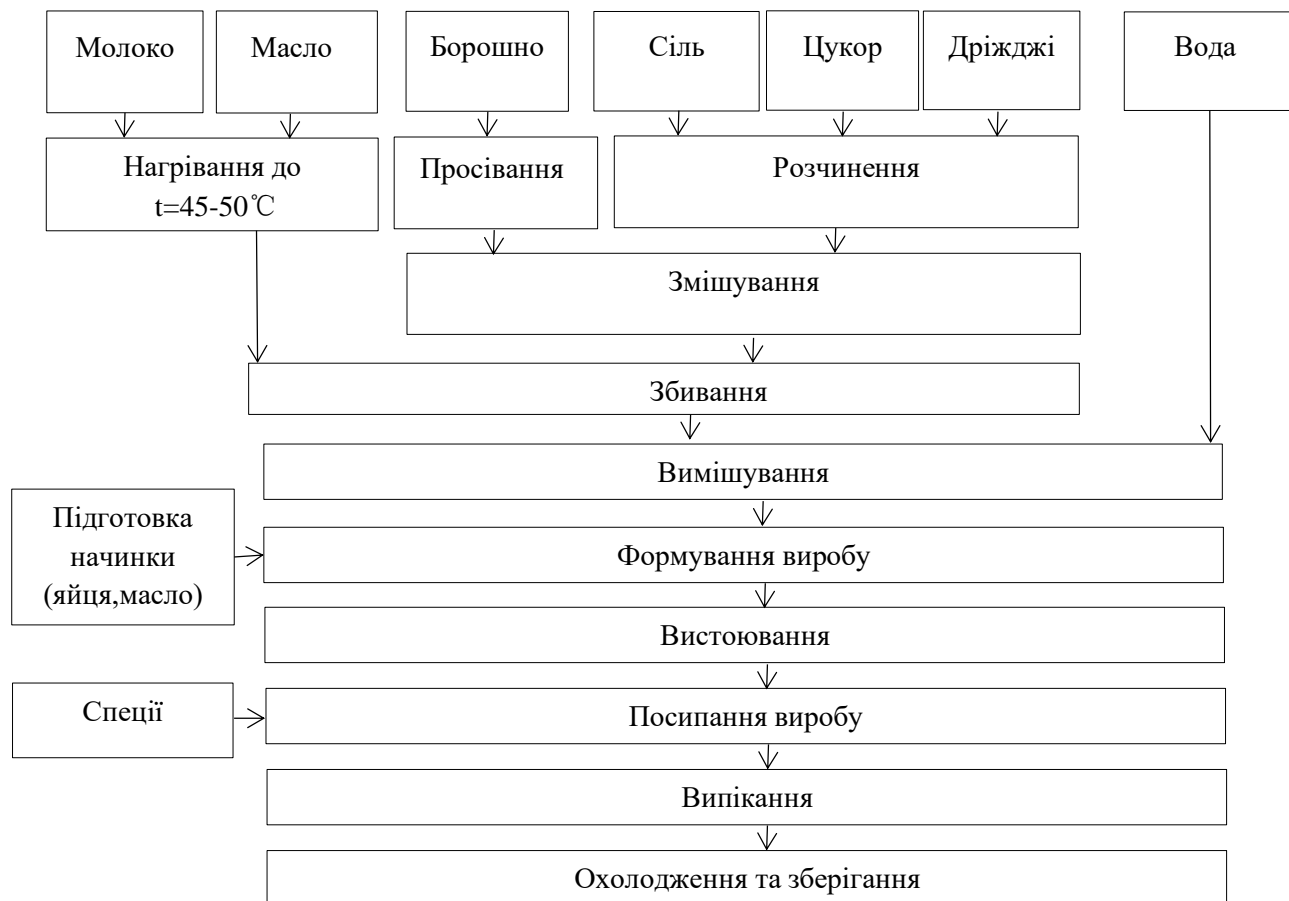 Молоко
Масло
Борошно
Сіль
Цукор
Дріжджі
Вода
Нагрівання до
t=45-50℃
Просівання
Розчинення
Змішування
Збивання
Вимішування
Підготовка
начинки
(яйця,масло)
Формування виробу
Вистоювання
Спеції
Посипання виробу
Випікання
Охолодження та зберігання